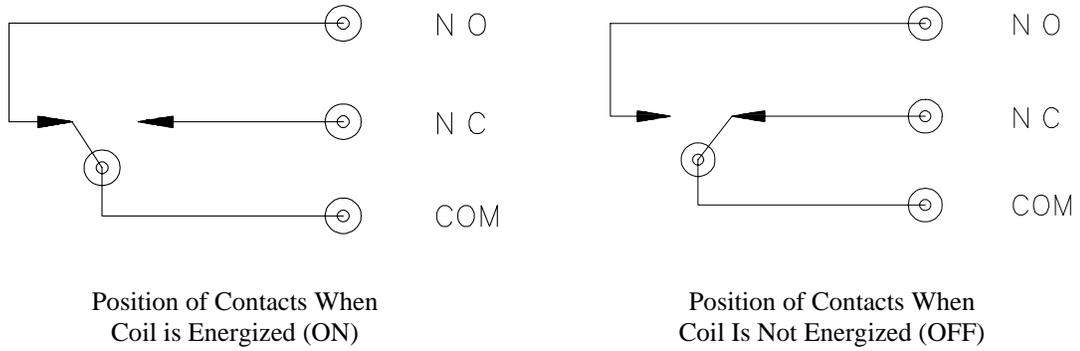 N O
N C
COM
Position of Contacts When
Coil is Energized (ON)
N O
N C
COM
Position of Contacts When
Coil Is Not Energized (OFF)